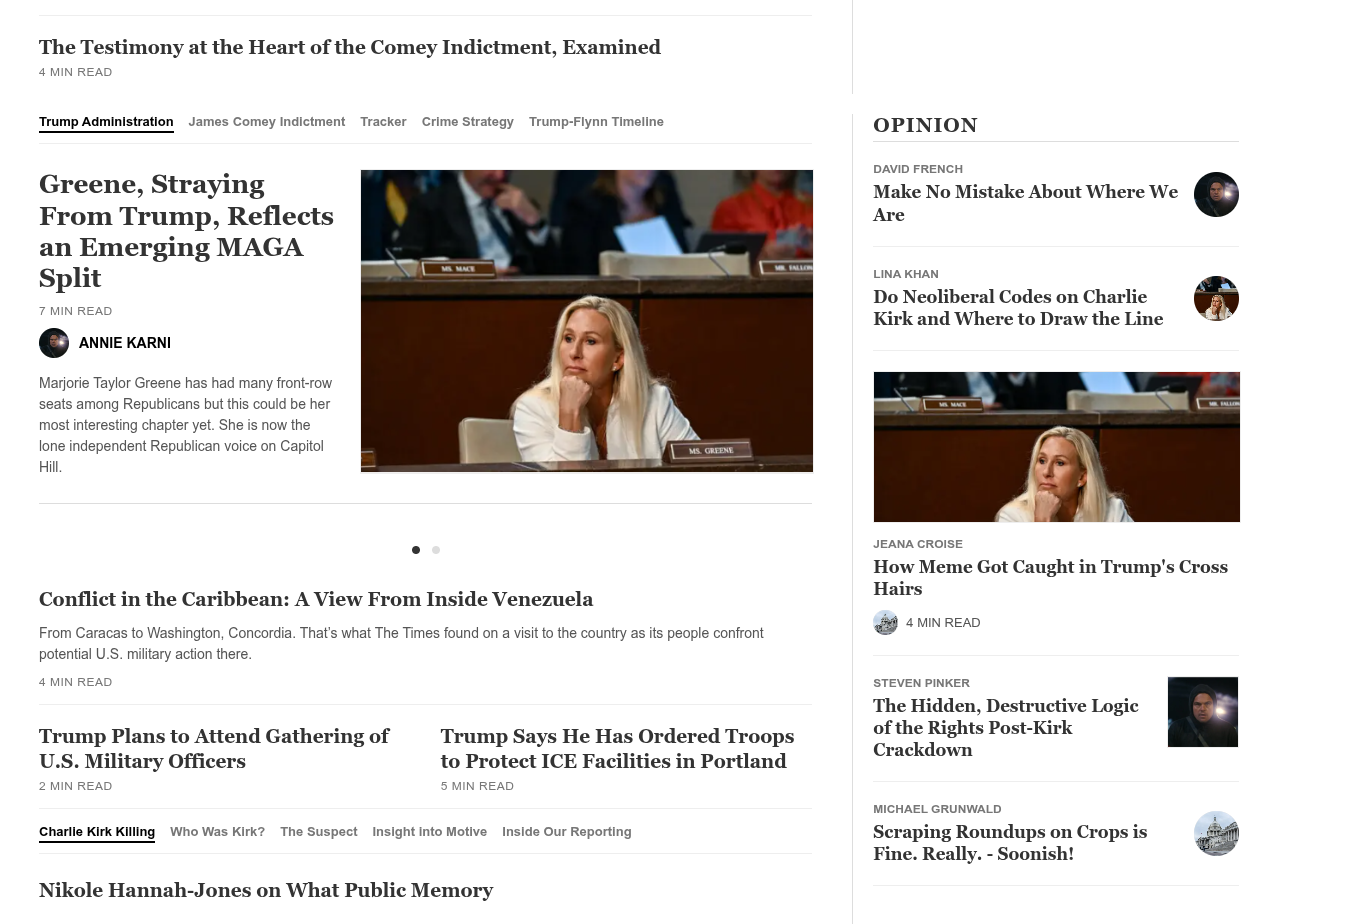 The Testimony at the Heart of the Comey Indictment, Examined
4 MIN READ
Trump Administration James Comey Indictment Tracker Crime Strategy Trump-Flynn Timeline
Greene, Straying
From Trump, Reflects
an Emerging MAGA
Split
7 MIN READ
ANNIE KARNI
Marjorie Taylor Greene has had many front-row
seats among Republicans but this could be her
most interesting chapter yet. She is now the
lone independent Republican voice on Capitol
Hill.
MS. MACE
MR. FALLON
MS. GREENE
Conflict in the Caribbean: A View From Inside Venezuela
From Caracas to Washington, Concordia. That’s what The Times found on a visit to the country as its people confront
potential U.S. military action there.
4 MIN READ
Trump Plans to Attend Gathering of
U.S. Military Officers
2 MIN READ
Trump Says He Has Ordered Troops
to Protect ICE Facilities in Portland
5 MIN READ
Charlie Kirk Killing Who Was Kirk? The Suspect Insight into Motive Inside Our Reporting
Nikole Hannah-Jones on What Public Memory
OPINION
DAVID FRENCH
Make No Mistake About Where We
Are
LINA KHAN
Do Neoliberal Codes on Charlie
Kirk and Where to Draw the Line
MS. MACE
MR. FALLON
JEANA CROISE
How Meme Got Caught in Trump's Cross
Hairs
4 MIN READ
STEVEN PINKER
The Hidden, Destructive Logic
of the Rights Post-Kirk
Crackdown
MICHAEL GRUNWALD
Scraping Roundups on Crops is
Fine. Really. - Soonish!